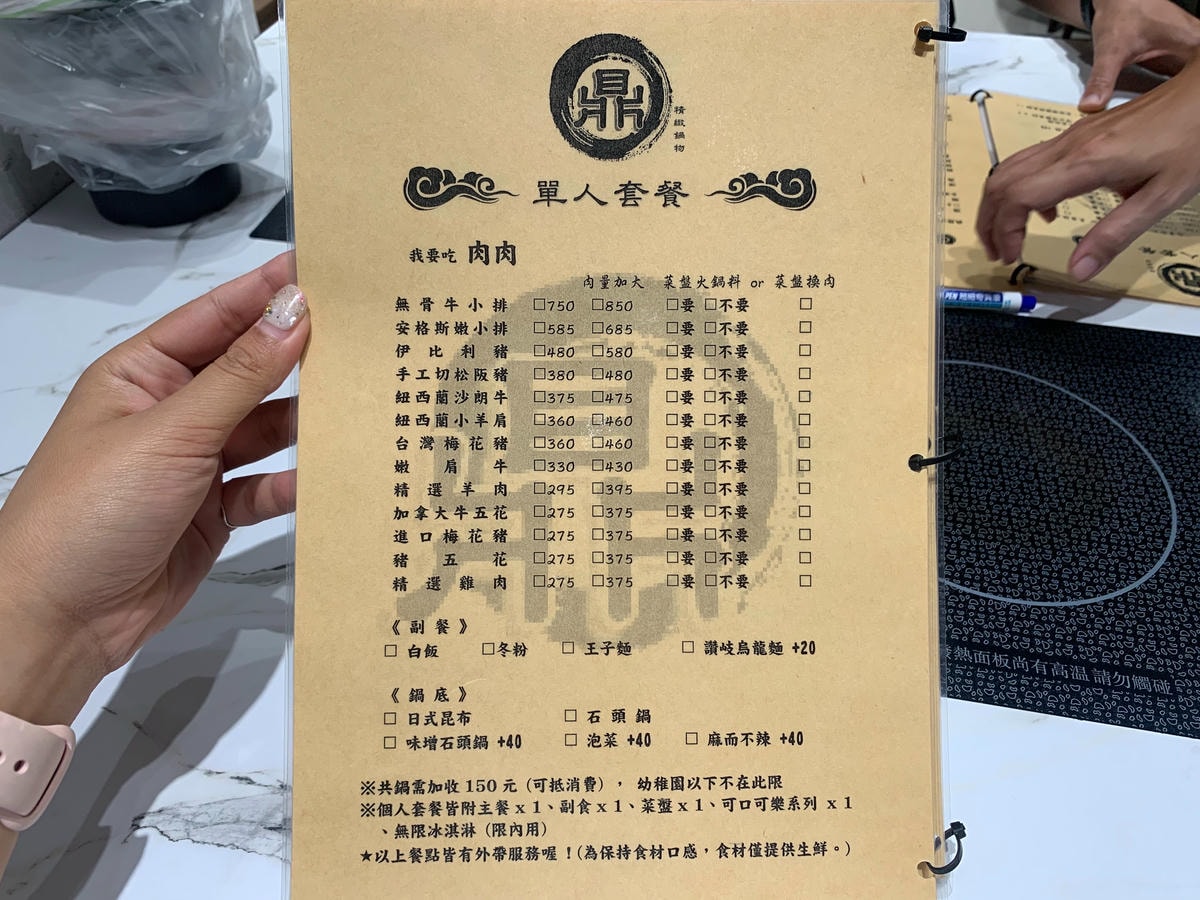 鼎
精緻鍋物
單人套餐
我要吃 肉肉
肉量加大 菜盤火鍋料 or 菜盤換肉
無骨牛小排 □750 □850 □要 □不要 □
安格斯嫩小排 □585 □685 □要 □不要 □
伊比利豬 □480 □580 □要 □不要 □
手工切松阪豬 □380 □480 □要 □不要 □
紐西蘭沙朗牛 □375 □475 □要 □不要 □
紐西蘭小羊肩 □360 □460 □要 □不要 □
台灣梅花豬 □360 □460 □要 □不要 □
嫩肩牛 □330 □430 □要 □不要 □
精選羊肉 □295 □395 □要 □不要 □
加拿大牛五花 □275 □375 □要 □不要 □
進口梅花豬 □275 □375 □要 □不要 □
豬五花 □275 □375 □要 □不要 □
精選雞肉 □275 □375 □要 □不要 □
《副餐》
□ 白飯 □冬粉 □ 王子麵 □ 讚岐烏龍麵 +20
《鍋底》
□ 日式昆布 □ 石頭鍋
□ 味增石頭鍋 +40 □ 泡菜 +40 □ 麻而不辣 +40
※共鍋需加收 150 元 (可抵消費)， 幼稚園以下不在此限
※個人套餐皆附主餐 x 1、副食 x 1、菜盤 x 1、可口可樂系列 x 1
、無限冰淇淋 (限內用)
★以上餐點皆有外帶服務喔！(為保持食材口感，食材僅提供生鮮。)
熱面板尚有高溫 請勿觸碰